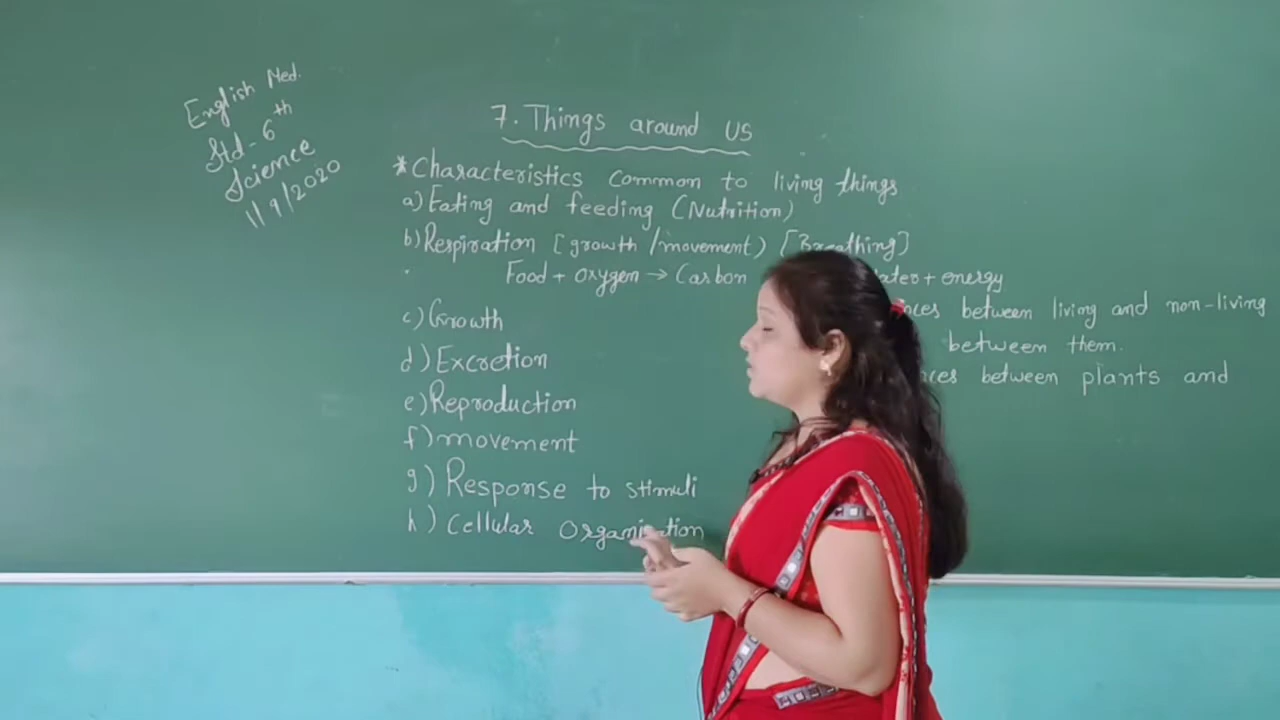 English Med.
Std-6th
Science
11/9/2020
7. Things around us
*Characteristics common to living things
a) Eating and feeding (Nutrition)
b) Respiration [growth/movement) [Breathing]
Food + Oxygen → Carbon water + energy
c) Growth
d) Excretion
e) Reproduction
f) movement
g) Response to stimuli
h) Cellular Organisation
between living and non-living
between them.
between plants and